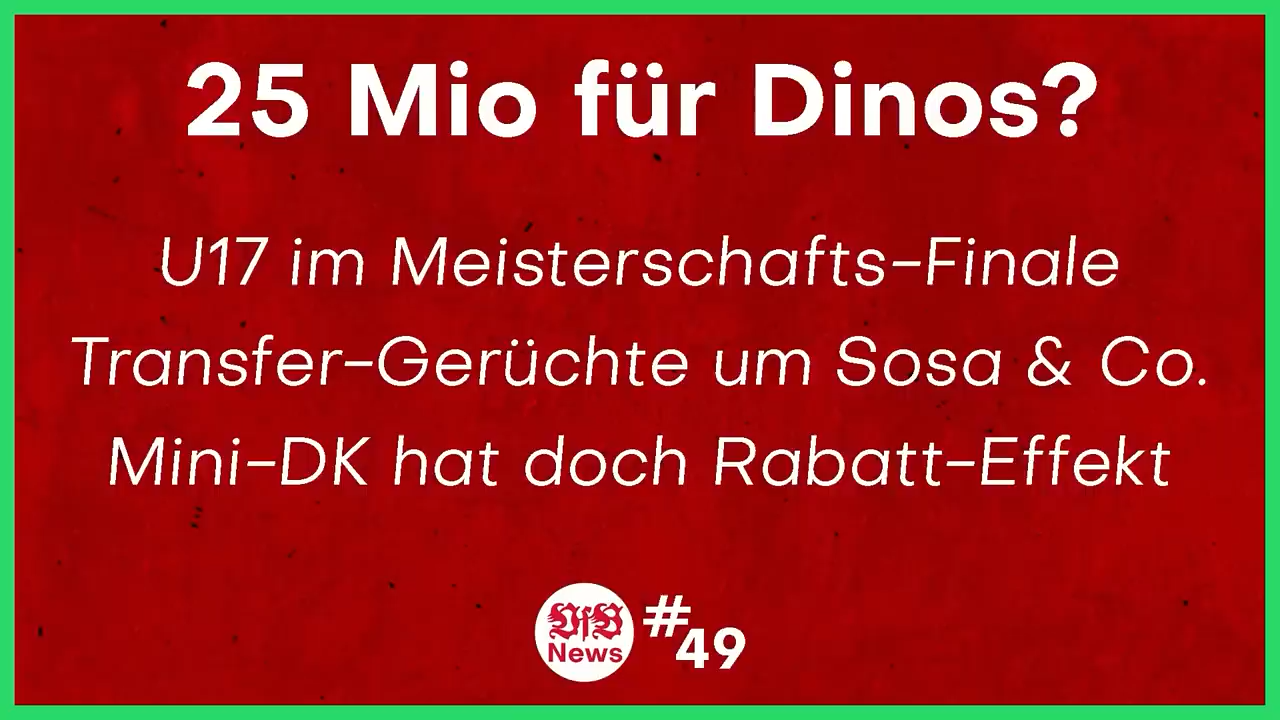 25 Mio für Dinos?
U17 im Meisterschafts-Finale
Transfer-Gerüchte um Sosa & Co.
Mini-DK hat doch Rabatt-Effekt
VfB
News
#49